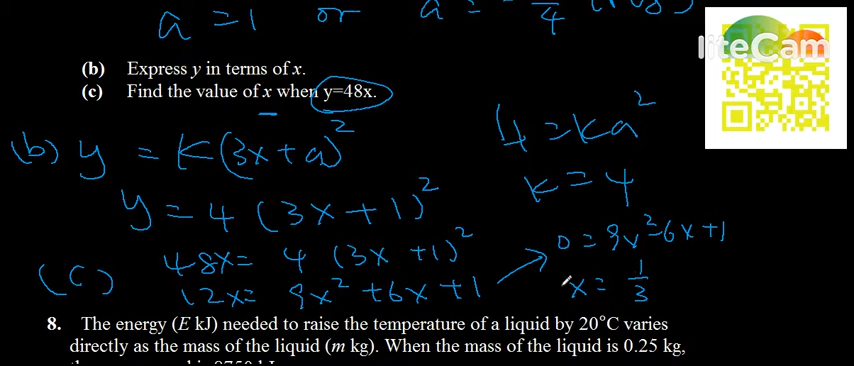 a = 1 or a = - 4
(b) Express y in terms of x.
(c) Find the value of x when y=48x.
liteCam
(b) y = k(3x + a)²
4 = ka²
y = 4 (3x + 1)²
k = 4
(c) 48x = 4 (3x + 1)²
0 = 9x² - 6x + 1
12x = 9x² + 6x + 1
x = 1/3
8. The energy (E kJ) needed to raise the temperature of a liquid by 20°C varies
directly as the mass of the liquid (m kg). When the mass of the liquid is 0.25 kg,